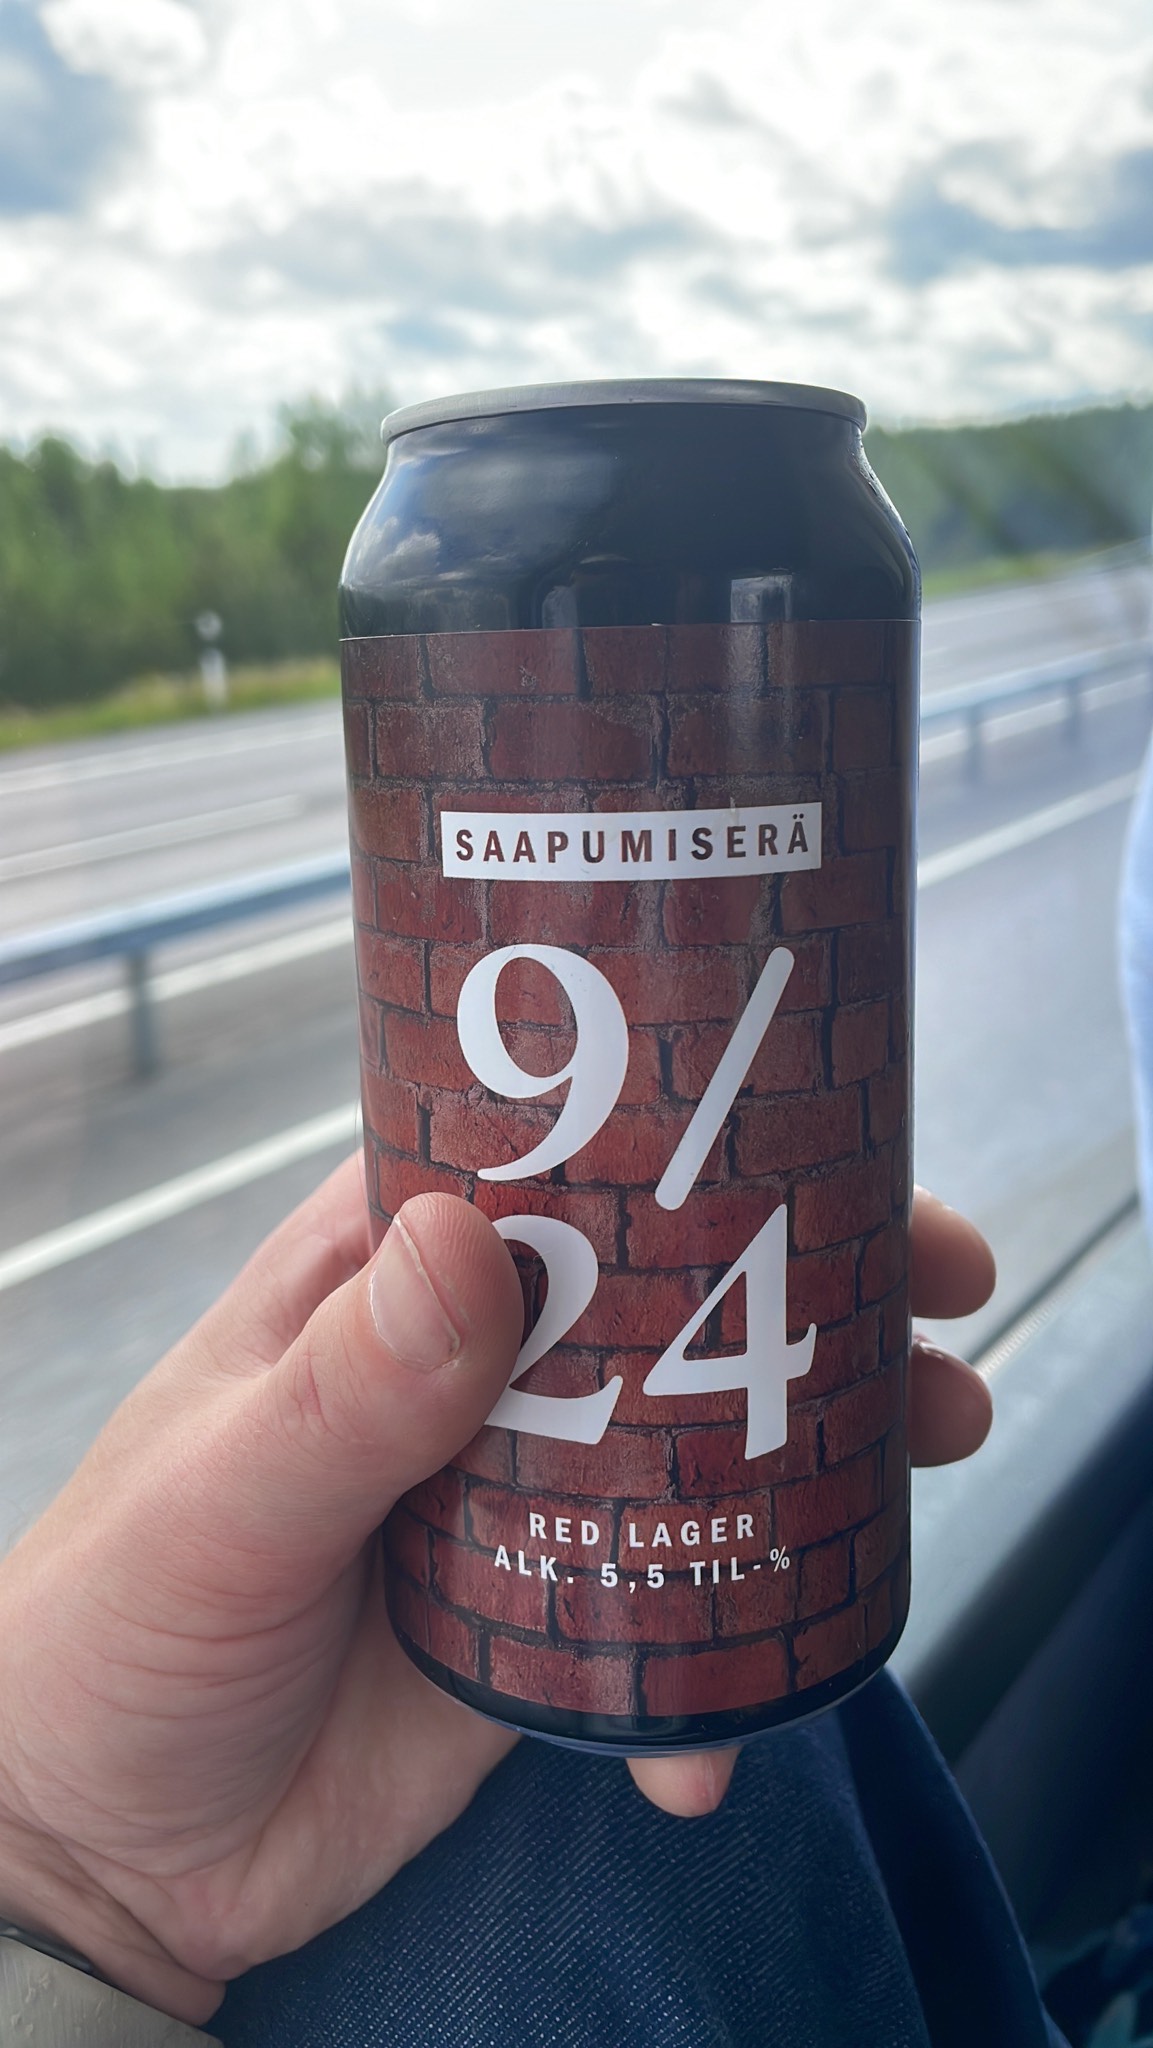 SAAPUMISERÄ
9/
24
RED LAGER
ALK. 5,5 TIL-%